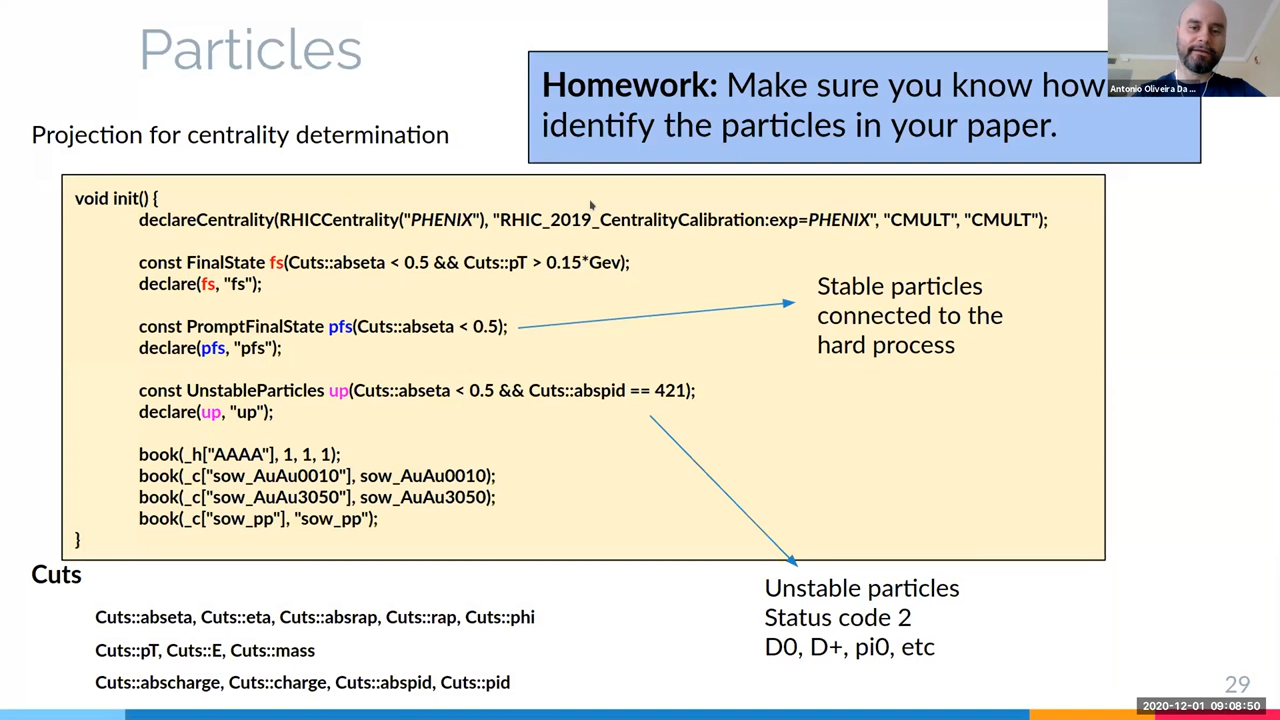 Particles
Homework: Make sure you know how
identify the particles in your paper.
Antonio Oliveira Da ...
Projection for centrality determination
void init() {
declareCentrality(RHICCentrality("PHENIX"), "RHIC_2019_CentralityCalibration:exp=PHENIX", "CMULT", "CMULT");
const FinalState fs(Cuts::abseta < 0.5 && Cuts::pT > 0.15*Gev);
declare(fs, "fs");
const PromptFinalState pfs(Cuts::abseta < 0.5);
declare(pfs, "pfs");
const UnstableParticles up(Cuts::abseta < 0.5 && Cuts::abspid == 421);
declare(up, "up");
book(_h["AAAA"], 1, 1, 1);
book(_c["sow_AuAu0010"], sow_AuAu0010);
book(_c["sow_AuAu3050"], sow_AuAu3050);
book(_c["sow_pp"], "sow_pp");
}
Stable particles
connected to the
hard process
Cuts
Cuts::abseta, Cuts::eta, Cuts::absrap, Cuts::rap, Cuts::phi
Cuts::pT, Cuts::E, Cuts::mass
Cuts::abscharge, Cuts::charge, Cuts::abspid, Cuts::pid
Unstable particles
Status code 2
D0, D+, pi0, etc
29
2020-12-01 09:08:50